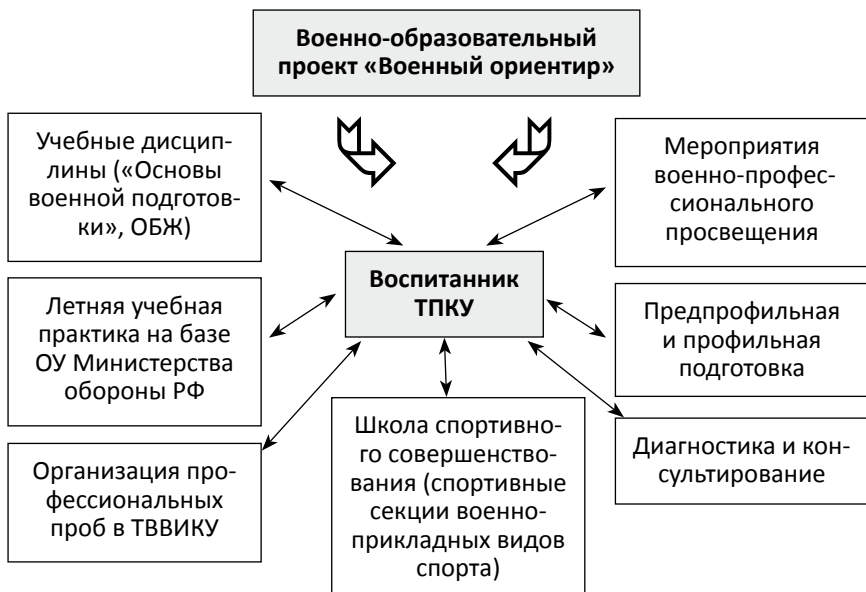 Военно-образовательный
проект «Военный ориентир»
Учебные дисцип-
лины («Основы
военной подготов-
ки», ОБЖ)
Мероприятия
военно-профес-
сионального
просвещения
Воспитанник
ТПКУ
Летняя учебная
практика на базе
ОУ Министерства
обороны РФ
Предпрофильная
и профильная
подготовка
Организация про-
фессиональных
проб в ТВВИКУ
Школа спортивно-
го совершенство-
вания (спортивные
секции военно-
прикладных видов
спорта)
Диагностика и кон-
сультирование